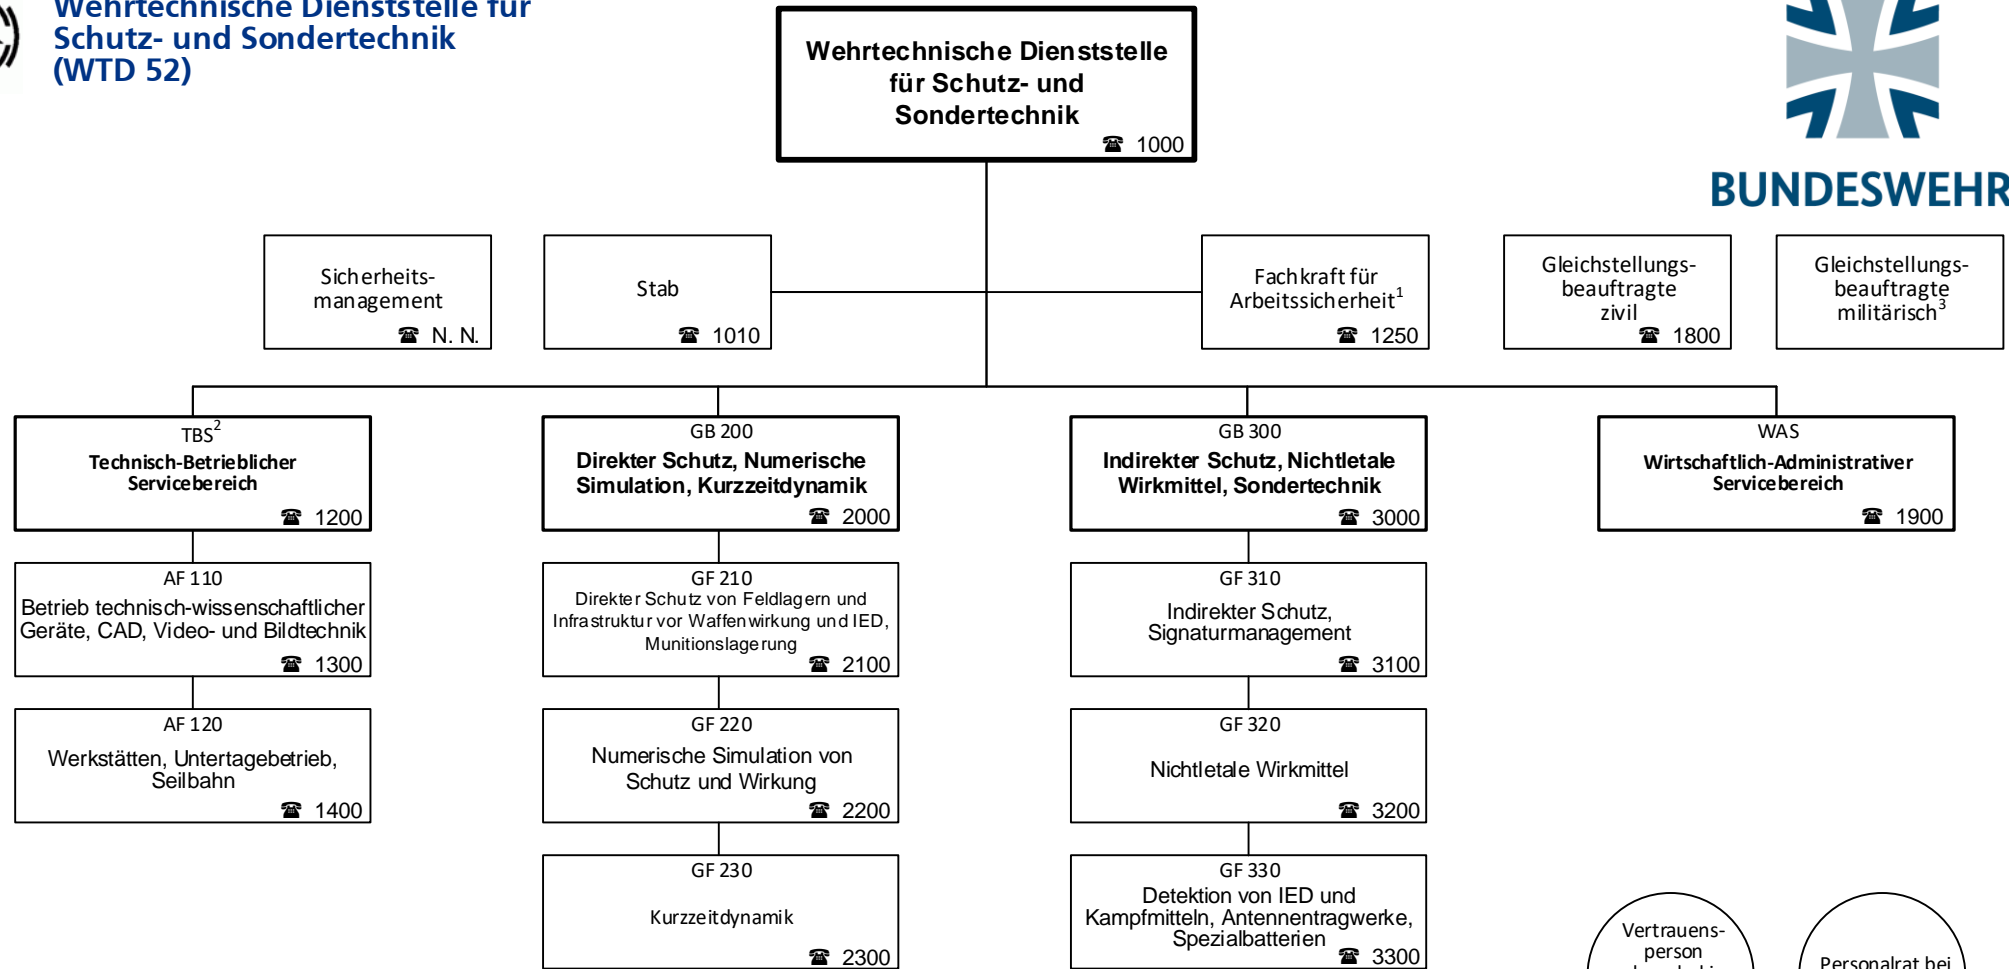 Wehrtechnische Dienststelle für
Schutz- und Sondertechnik
(WTD 52)
Wehrtechnische Dienststelle
für Schutz- und
Sondertechnik
☎ 1000
BUNDESWEHR
Sicherheits-
management
☎ N. N.
Stab
☎ 1010
Fachkraft für
Arbeitssicherheit¹
☎ 1250
Gleichstellungs-
beauftragte
zivil
☎ 1800
Gleichstellungs-
beauftragte
militärisch³
TBS²
Technisch-Betrieblicher
Servicebereich
☎ 1200
GB 200
Direkter Schutz, Numerische
Simulation, Kurzzeitdynamik
☎ 2000
GB 300
Indirekter Schutz, Nichtletale
Wirkmittel, Sondertechnik
☎ 3000
WAS
Wirtschaftlich-Administrativer
Servicebereich
☎ 1900
AF 110
Betrieb technisch-wissenschaftlicher
Geräte, CAD, Video- und Bildtechnik
☎ 1300
GF 210
Direkter Schutz von Feldlagern und
Infrastruktur vor Waffenwirkung und IED,
Munitionslagerung
☎ 2100
GF 310
Indirekter Schutz,
Signaturmanagement
☎ 3100
AF 120
Werkstätten, Untertagebetrieb,
Seilbahn
☎ 1400
GF 220
Numerische Simulation von
Schutz und Wirkung
☎ 2200
GF 320
Nichtletale Wirkmittel
☎ 3200
GF 230
Kurzzeitdynamik
☎ 2300
GF 330
Detektion von IED und
Kampfmitteln, Antennentragwerke,
Spezialbatterien
☎ 3300
Vertrauens-
person
Personalrat bei